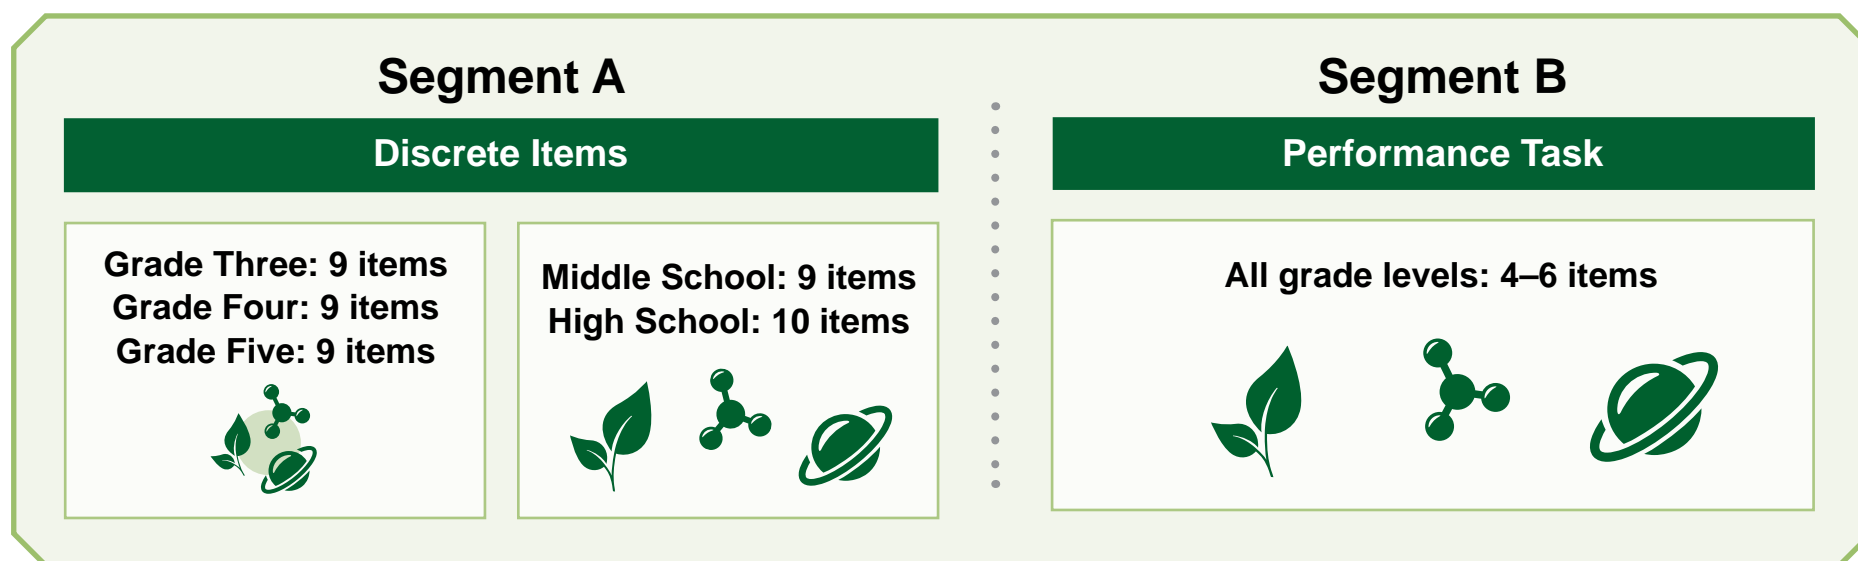 Segment A
Discrete Items
Grade Three: 9 items
Grade Four: 9 items
Grade Five: 9 items
Middle School: 9 items
High School: 10 items
Segment B
Performance Task
All grade levels: 4–6 items